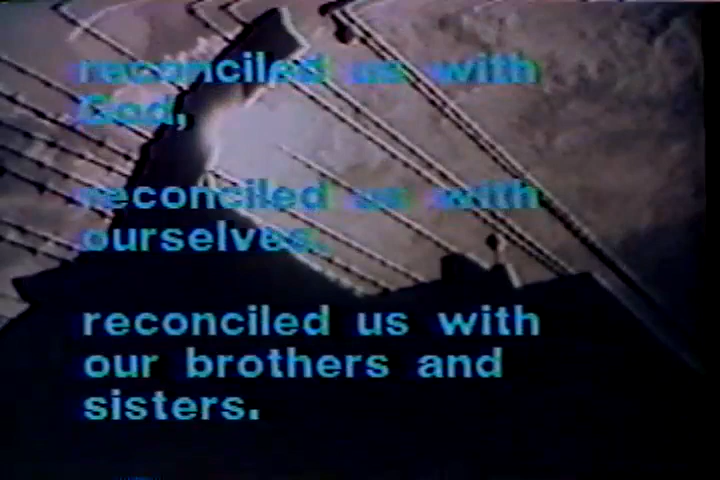 reconciled us with
God,
reconciled us with
ourselves,
reconciled us with
our brothers and
sisters.